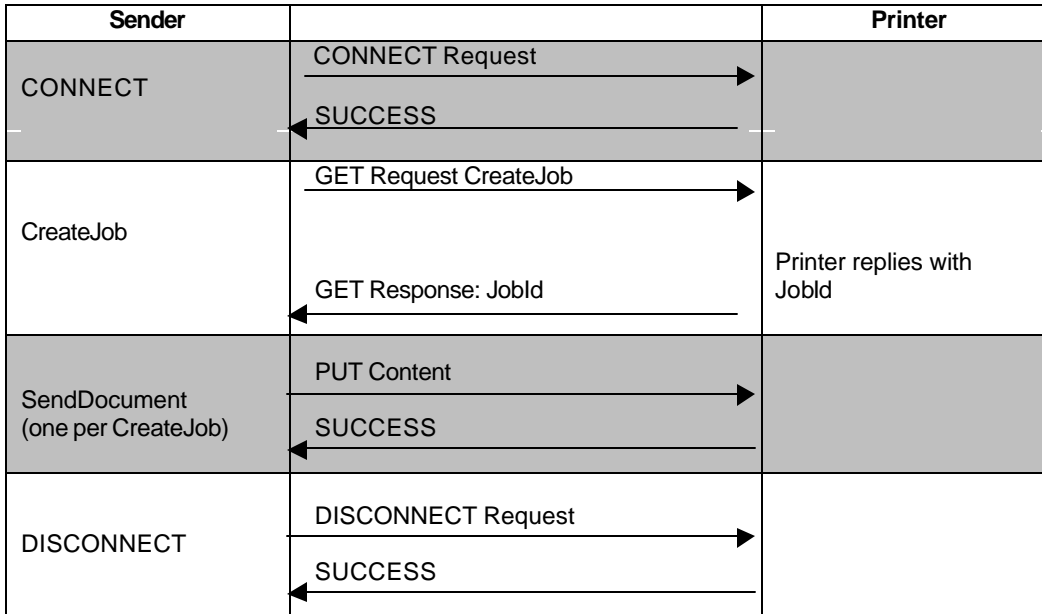 Sender
Printer
CONNECT
CONNECT Request
SUCCESS
CreateJob
GET Request CreateJob
GET Response: JobId
Printer replies with
JobId
SendDocument
(one per CreateJob)
PUT Content
SUCCESS
DISCONNECT
DISCONNECT Request
SUCCESS